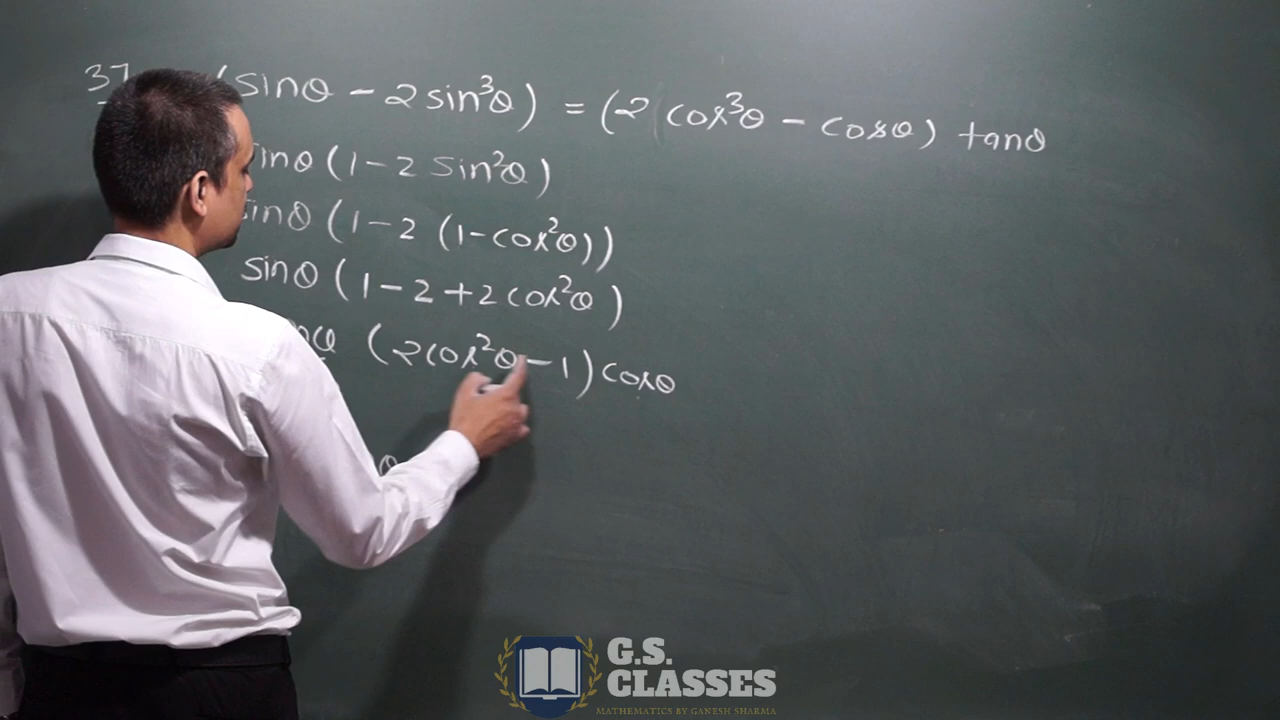 37 (sinθ - 2 sin³θ) = (2 cos³θ - cosθ) tanθ
sinθ (1 - 2 Sin²θ)
sinθ (1 - 2 (1 - cos²θ))
sinθ (1 - 2 + 2 cos²θ)
(2cos²θ - 1) cosθ
θ
G.S.
CLASSES
MATHEMATICS BY GANESH SHARMA